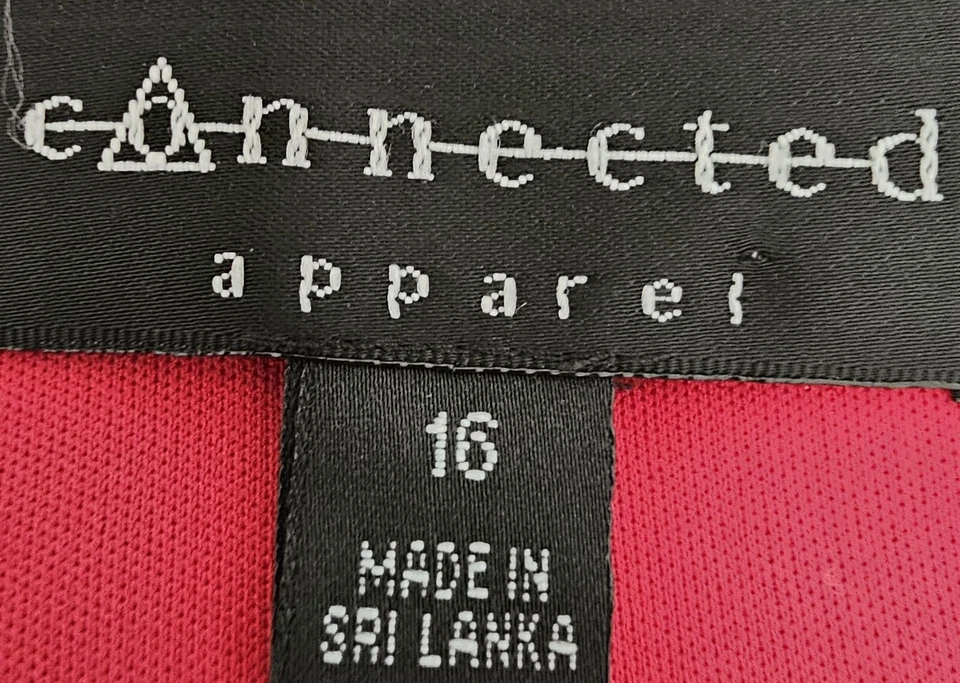 connected
apparel
16
MADE IN
SRI LANKA